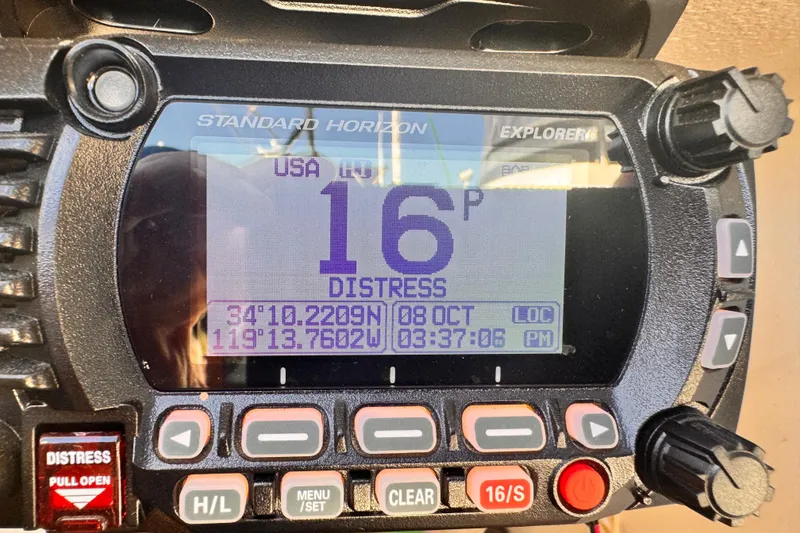 STANDARD HORIZON EXPLORER
USA HI
16 P
DISTRESS
34°10.2209N 08 OCT LOC
119°13.7602W 03:37:06 PM
DISTRESS
PULL OPEN
H/L
MENU
/SET
CLEAR
16/S